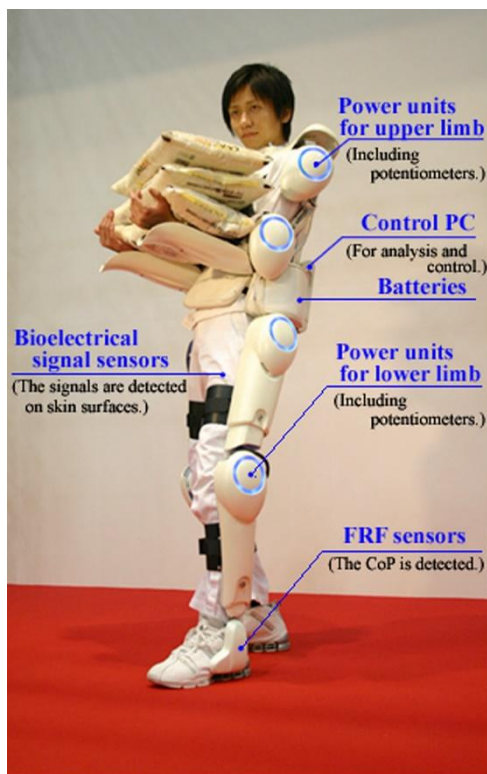 Power units
for upper limb
(Including
potentiometers.)
Control PC
(For analysis and
control.)
Batteries
Bioelectrical
signal sensors
(The signals are detected
on skin surfaces.)
Power units
for lower limb
(Including
potentiometers.)
FRF sensors
(The CoP is detected.)